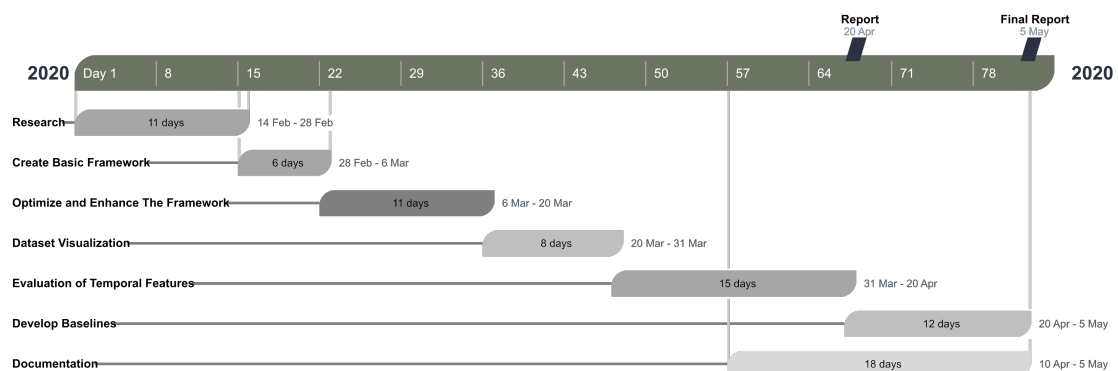 Report
20 Apr
Final Report
5 May
2020 Day 1 8 15 22 29 36 43 50 57 64 71 78 2020
Research 11 days 14 Feb - 28 Feb
Create Basic Framework 6 days 28 Feb - 6 Mar
Optimize and Enhance The Framework 11 days 6 Mar - 20 Mar
Dataset Visualization 8 days 20 Mar - 31 Mar
Evaluation of Temporal Features 15 days 31 Mar - 20 Apr
Develop Baselines 12 days 20 Apr - 5 May
Documentation 18 days 10 Apr - 5 May